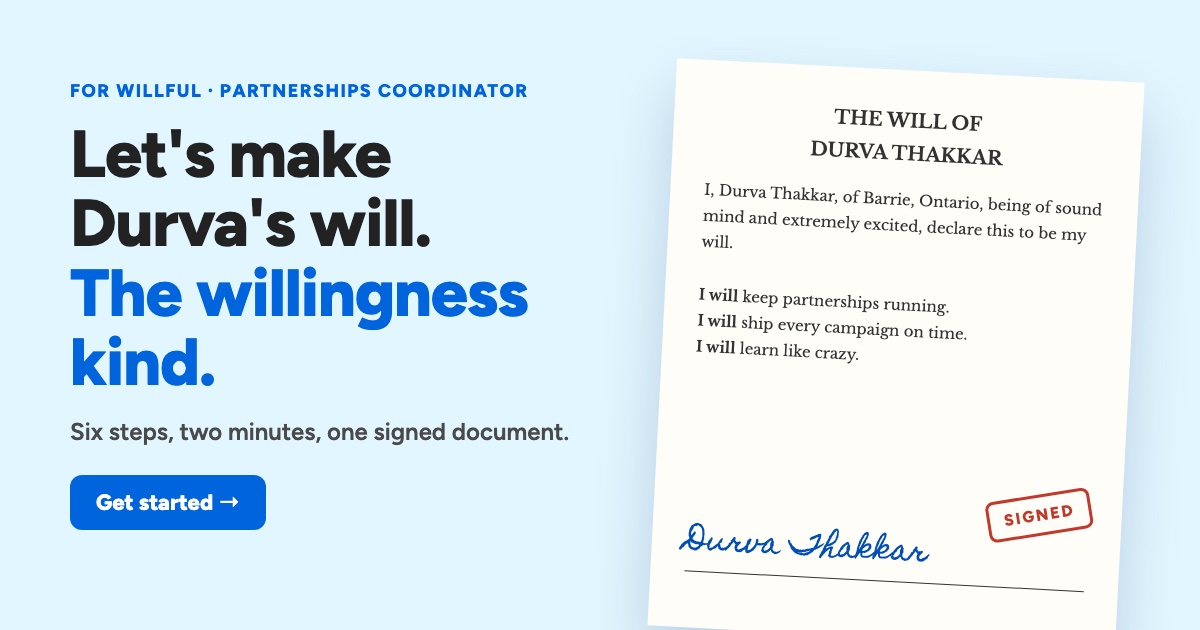 FOR WILLFUL · PARTNERSHIPS COORDINATOR
Let's make
Durva's will.
The willingness
kind.
Six steps, two minutes, one signed document.
Get started →
THE WILL OF
DURVA THAKKAR
I, Durva Thakkar, of Barrie, Ontario, being of sound
mind and extremely excited, declare this to be my
will.
I will keep partnerships running.
I will ship every campaign on time.
I will learn like crazy.
SIGNED
Durva Thakkar